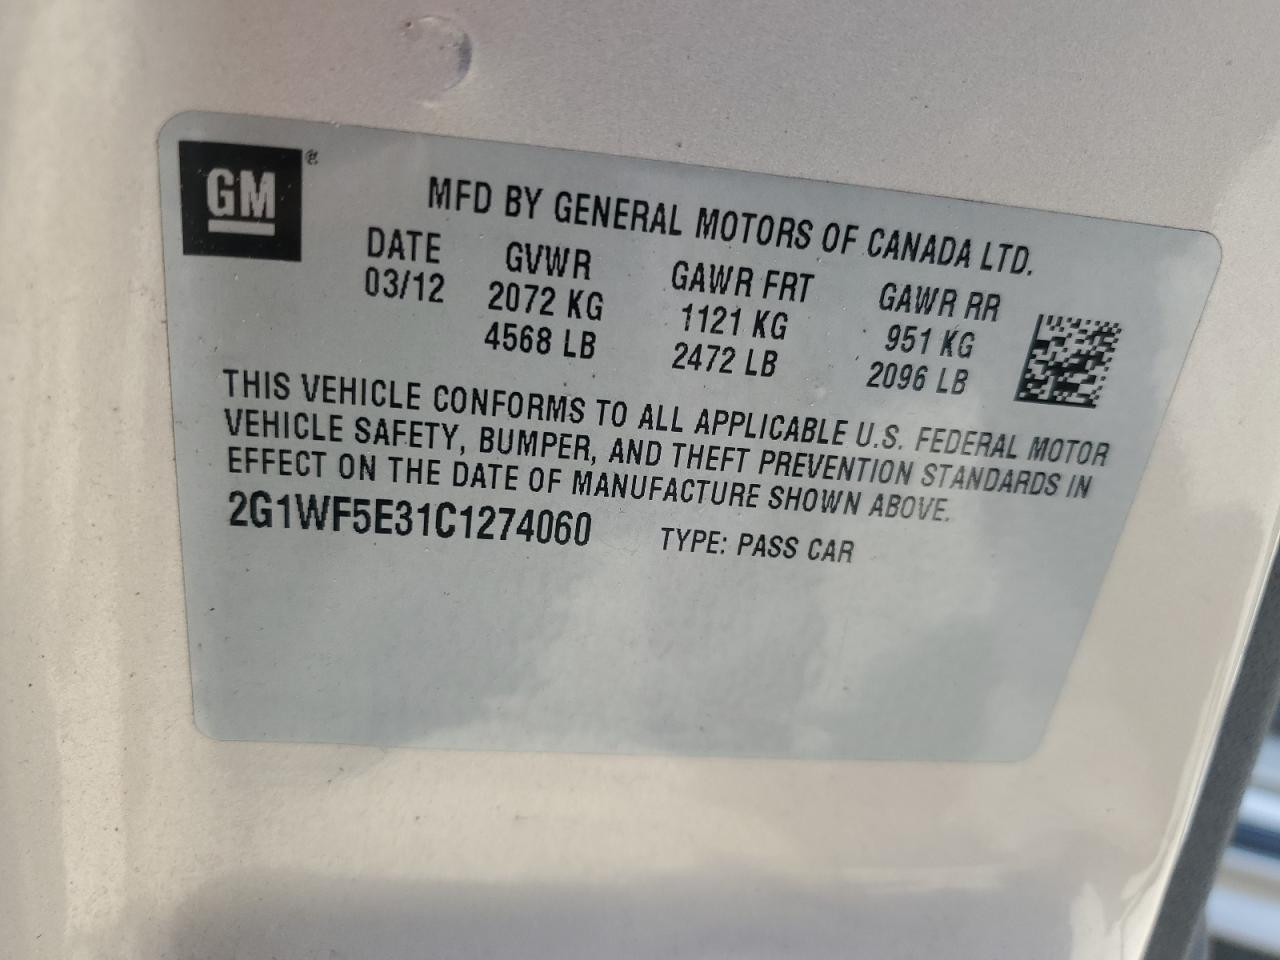 GM ®
MFD BY GENERAL MOTORS OF CANADA LTD.
DATE GVWR GAWR FRT GAWR RR
03/12 2072 KG 1121 KG 951 KG
4568 LB 2472 LB 2096 LB
THIS VEHICLE CONFORMS TO ALL APPLICABLE U.S. FEDERAL MOTOR
VEHICLE SAFETY, BUMPER, AND THEFT PREVENTION STANDARDS IN
EFFECT ON THE DATE OF MANUFACTURE SHOWN ABOVE.
2G1WF5E31C1274060 TYPE: PASS CAR